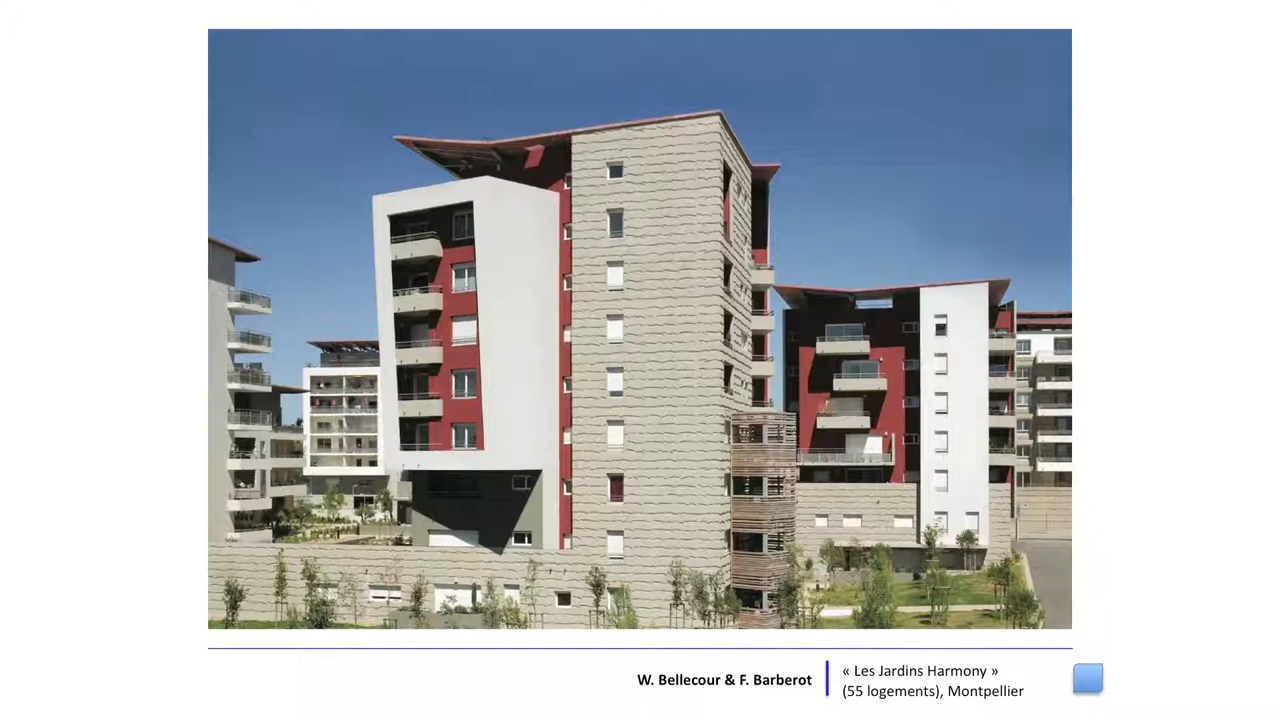 W. Bellecour & F. Barberot
« Les Jardins Harmony »
(55 logements), Montpellier